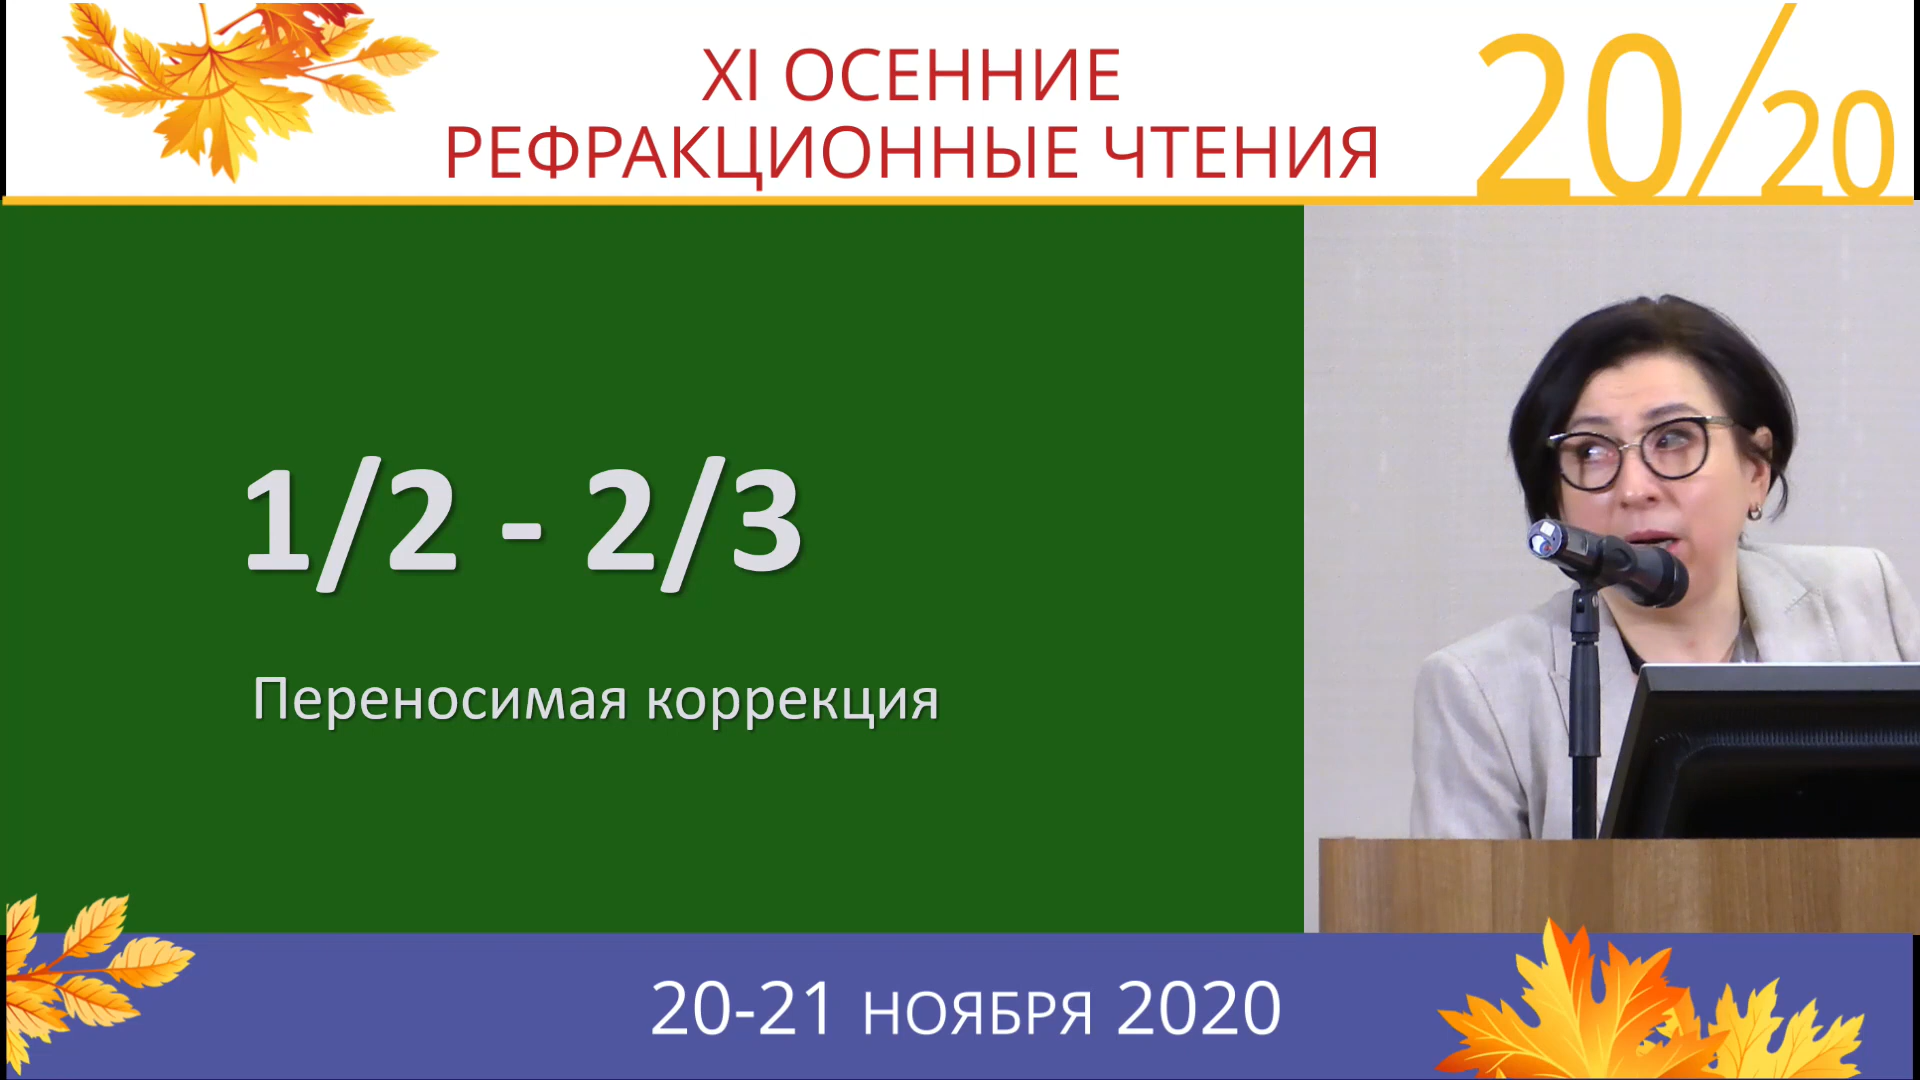 XI ОСЕННИЕ
РЕФРАКЦИОННЫЕ ЧТЕНИЯ
20/20
1/2 - 2/3
Переносимая коррекция
20-21 НОЯБРЯ 2020